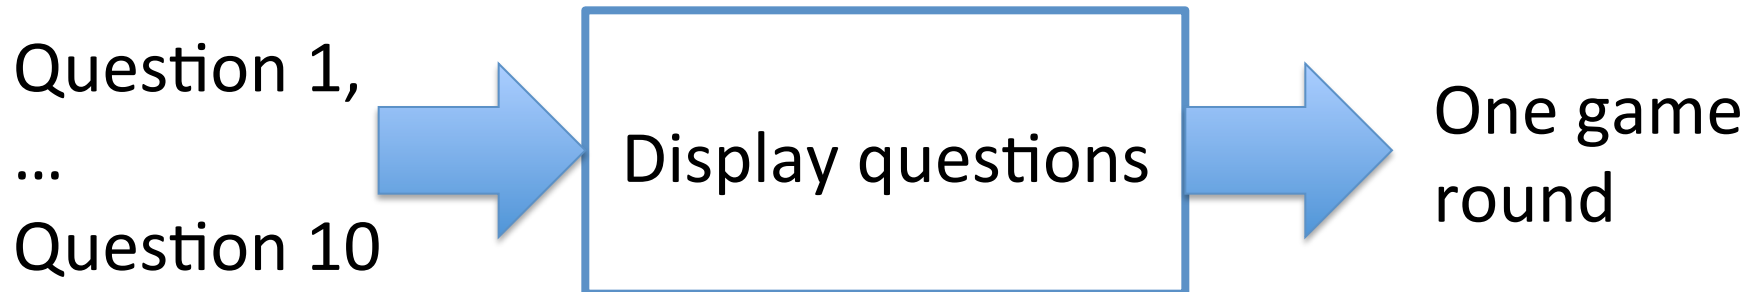 Question 1,
...
Question 10
Display questions
One game
round